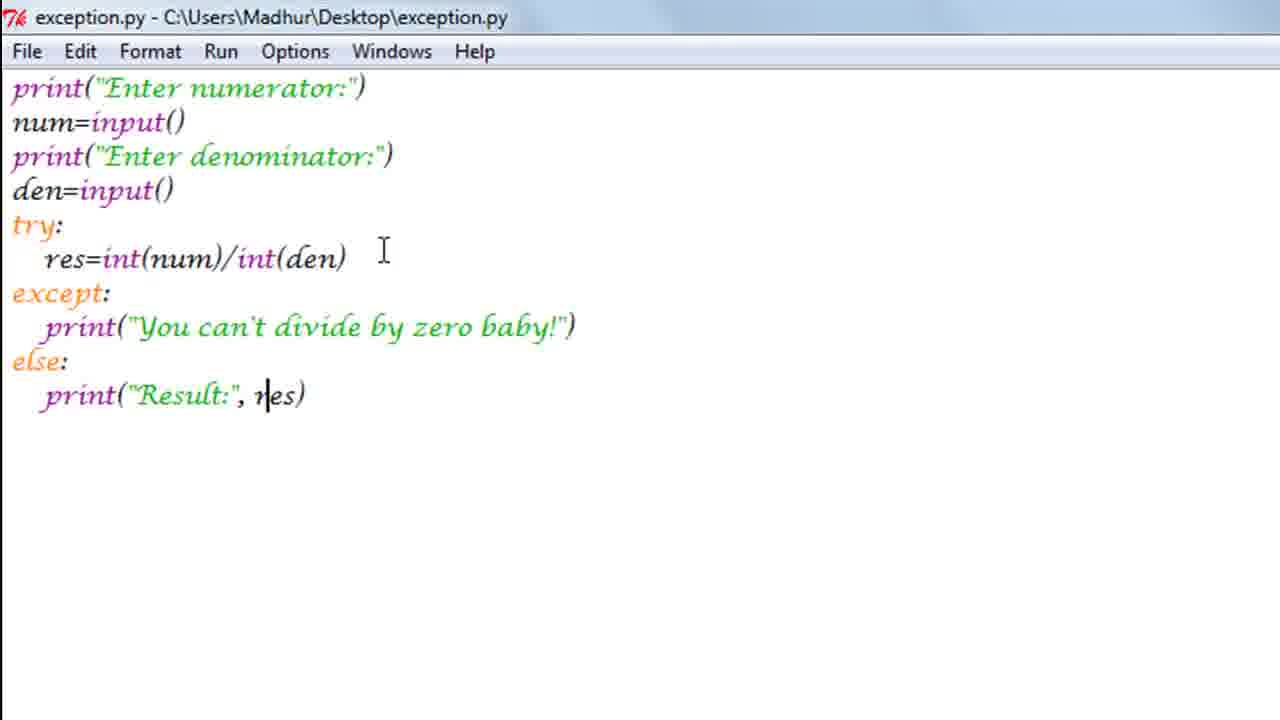 exception.py - C:\Users\Madhur\Desktop\exception.py
File Edit Format Run Options Windows Help
print("Enter numerator:")
num=input()
print("Enter denominator:")
den=input()
try:
    res=int(num)/int(den)
except:
    print("You can't divide by zero baby!")
else:
    print("Result:", res)